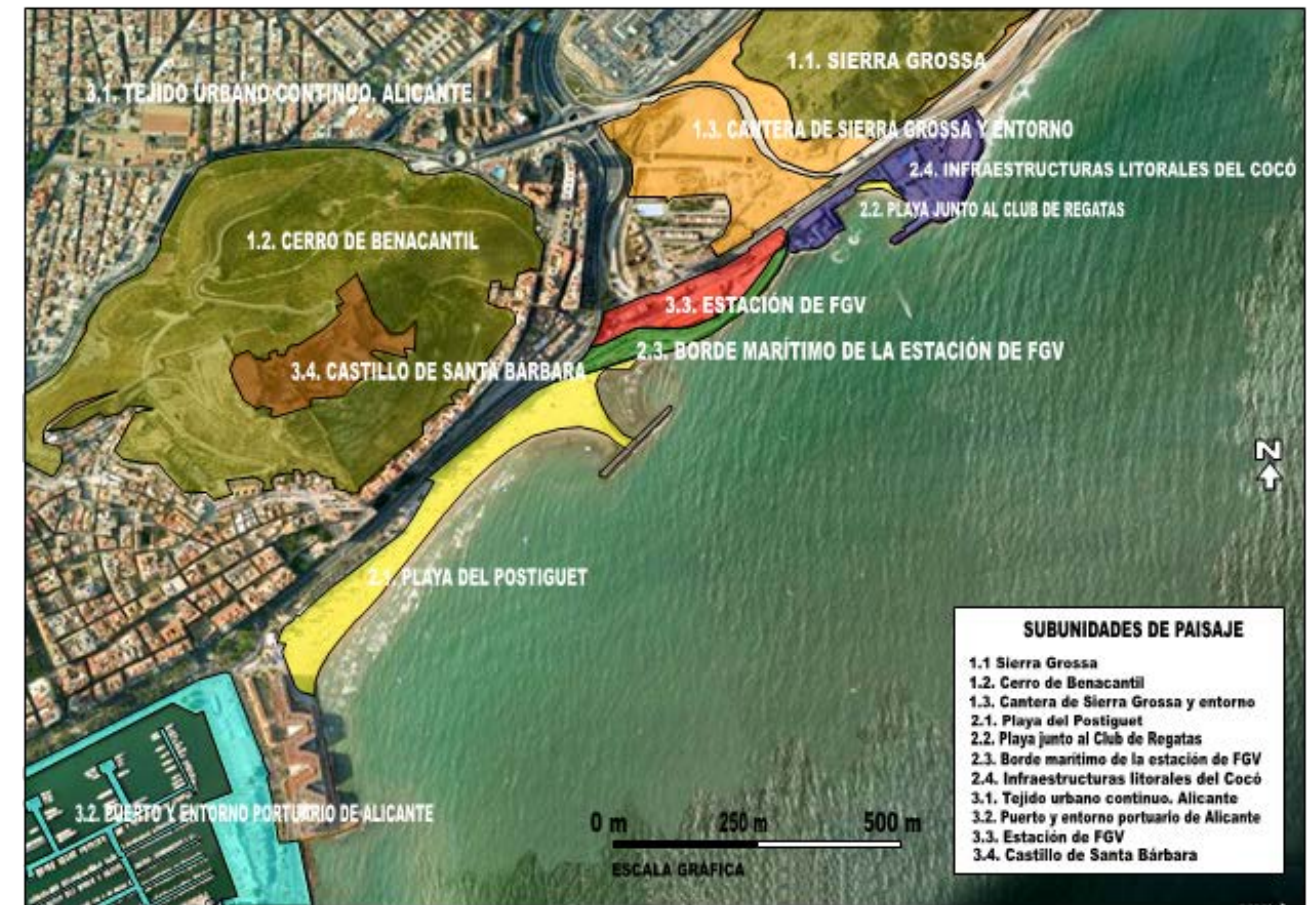 1.1. SIERRA GROSSA
3.1. TEJIDO URBANO CONTINUO. ALICANTE
1.3. CANTERA DE SIERRA GROSSA Y ENTORNO
2.4. INFRAESTRUCTURAS LITORALES DEL COCÓ
2.2. PLAYA JUNTO AL CLUB DE REGATAS
1.2. CERRO DE BENACANTIL
3.3. ESTACIÓN DE FGV
2.3. BORDE MARÍTIMO DE LA ESTACIÓN DE FGV
3.4. CASTILLO DE SANTA BÁRBARA
N
2.1. PLAYA DEL POSTIGUET
3.2. PUERTO Y ENTORNO PORTUARIO DE ALICANTE
0 m 250 m 500 m
ESCALA GRÁFICA
SUBUNIDADES DE PAISAJE
1.1 Sierra Grossa
1.2. Cerro de Benacantil
1.3. Cantera de Sierra Grossa y entorno
2.1. Playa del Postiguet
2.2. Playa junto al Club de Regatas
2.3. Borde marítimo de la estación de FGV
2.4. Infraestructuras litorales del Cocó
3.1. Tejido urbano continuo. Alicante
3.2. Puerto y entorno portuario de Alicante
3.3. Estación de FGV
3.4. Castillo de Santa Bárbara